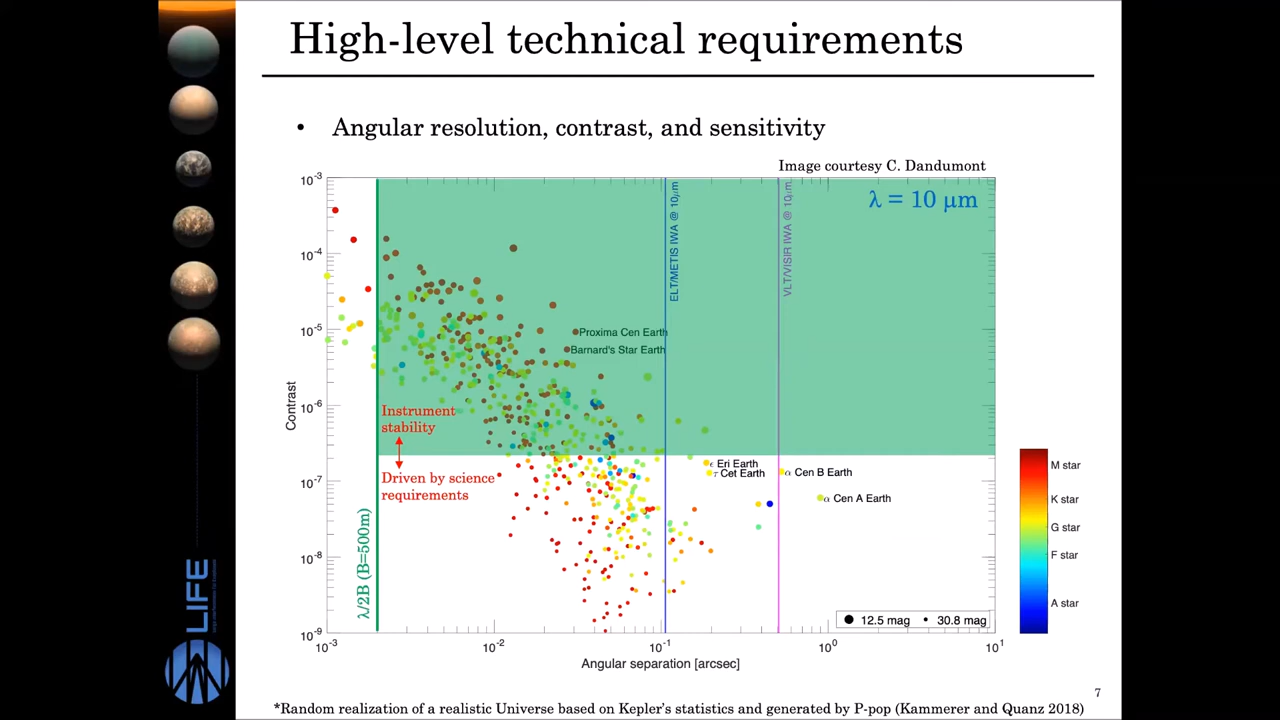 High-level technical requirements
• Angular resolution, contrast, and sensitivity
Image courtesy C. Dandumont
λ = 10 μm
ELT/METIS IWA @ 10μm
VLT/VISIR IWA @ 10μm
Proxima Cen Earth
Barnard's Star Earth
Instrument
stability
Driven by science
requirements
ϵ Eri Earth
τ Cet Earth
α Cen B Earth
α Cen A Earth
λ/2B (B=500m)
Contrast
10^-3
10^-4
10^-5
10^-6
10^-7
10^-8
10^-9
10^-3
10^-2
10^-1
10^0
10^1
Angular separation [arcsec]
12.5 mag
30.8 mag
M star
K star
G star
F star
A star
LIFE
7
*Random realization of a realistic Universe based on Kepler's statistics and generated by P-pop (Kammerer and Quanz 2018)